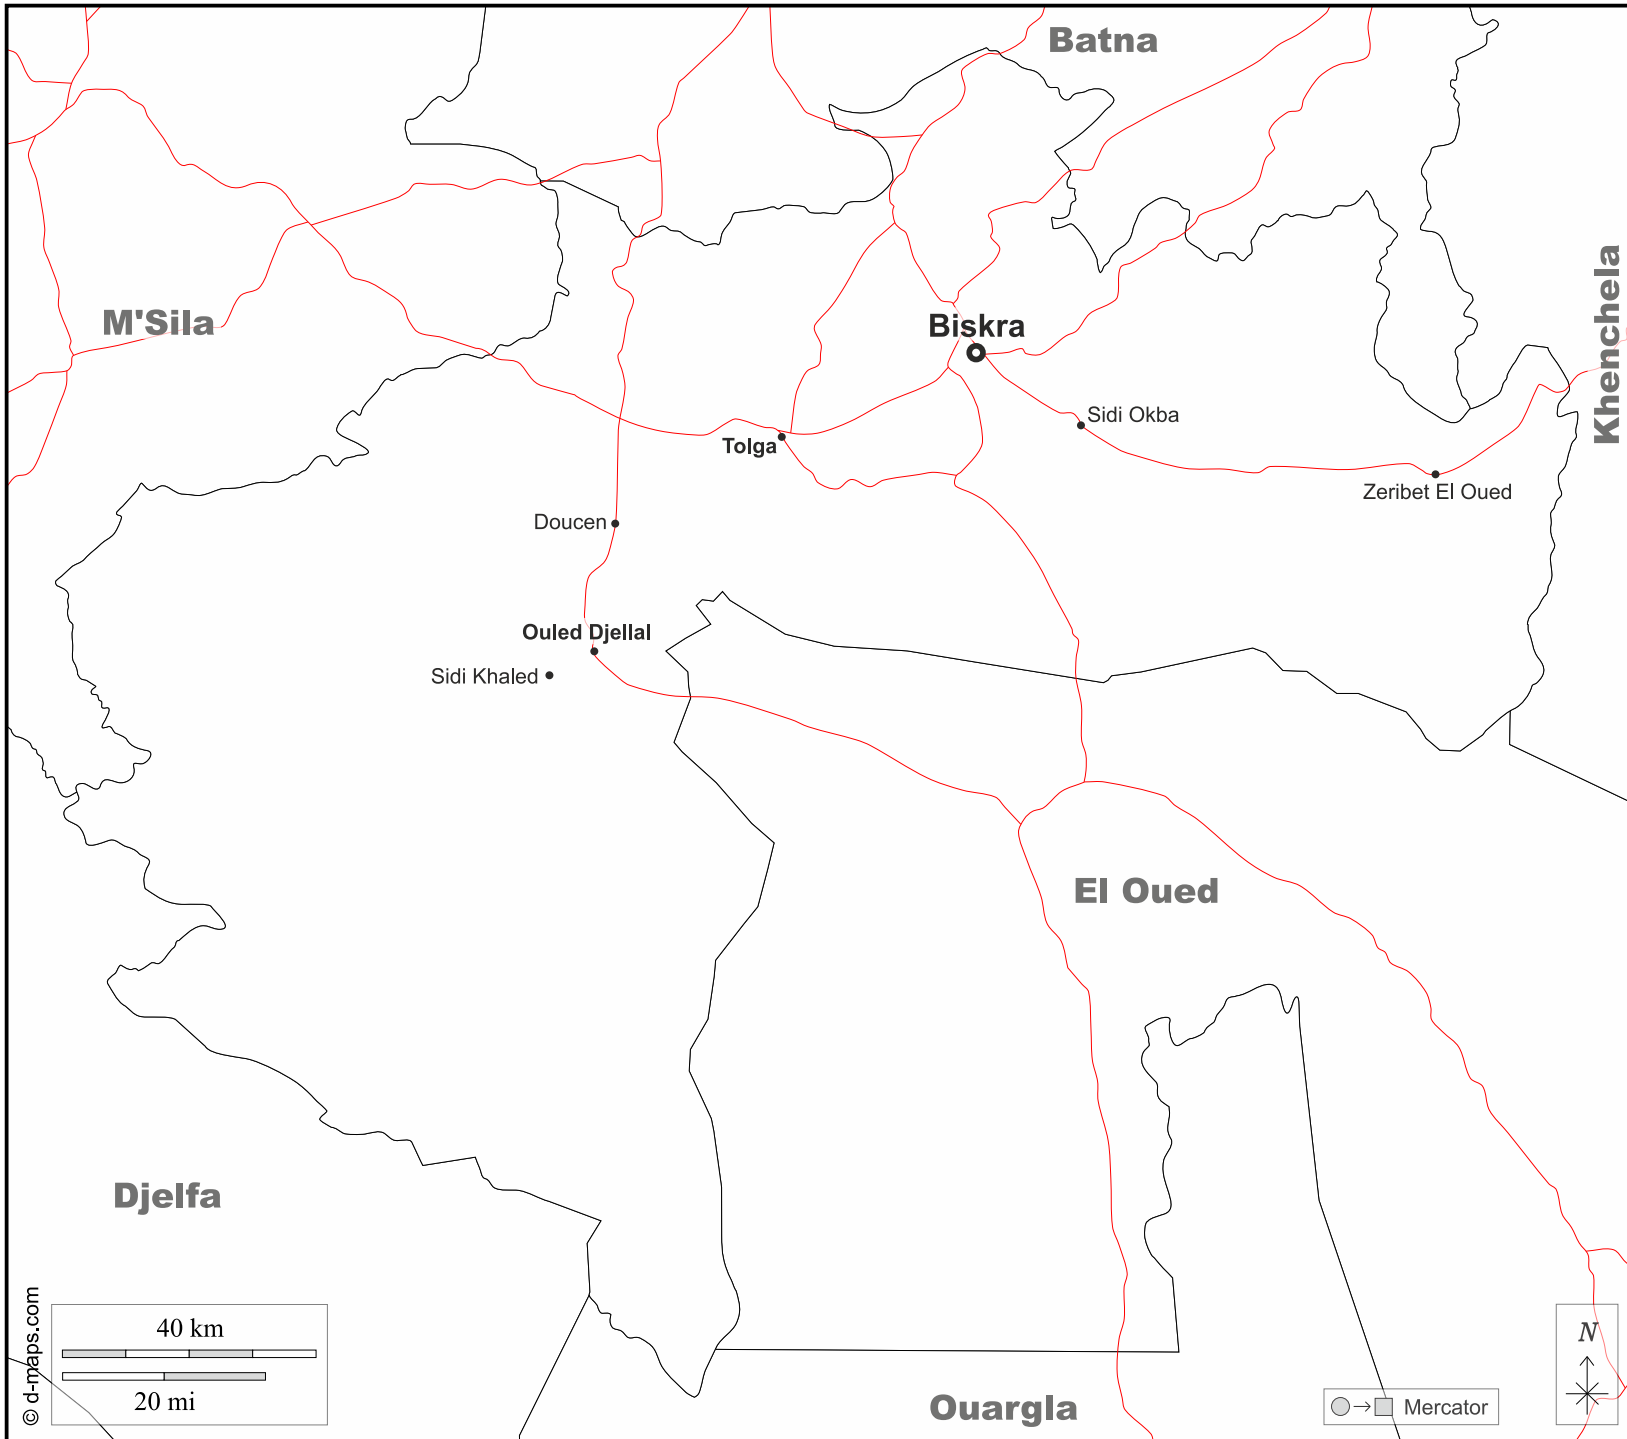 Batna
M'Sila
Khenchela
Biskra
Sidi Okba
Tolga
Zeribet El Oued
Doucen
Ouled Djellal
Sidi Khaled
El Oued
Djelfa
Ouargla
40 km
20 mi
© d-maps.com
Mercator
N